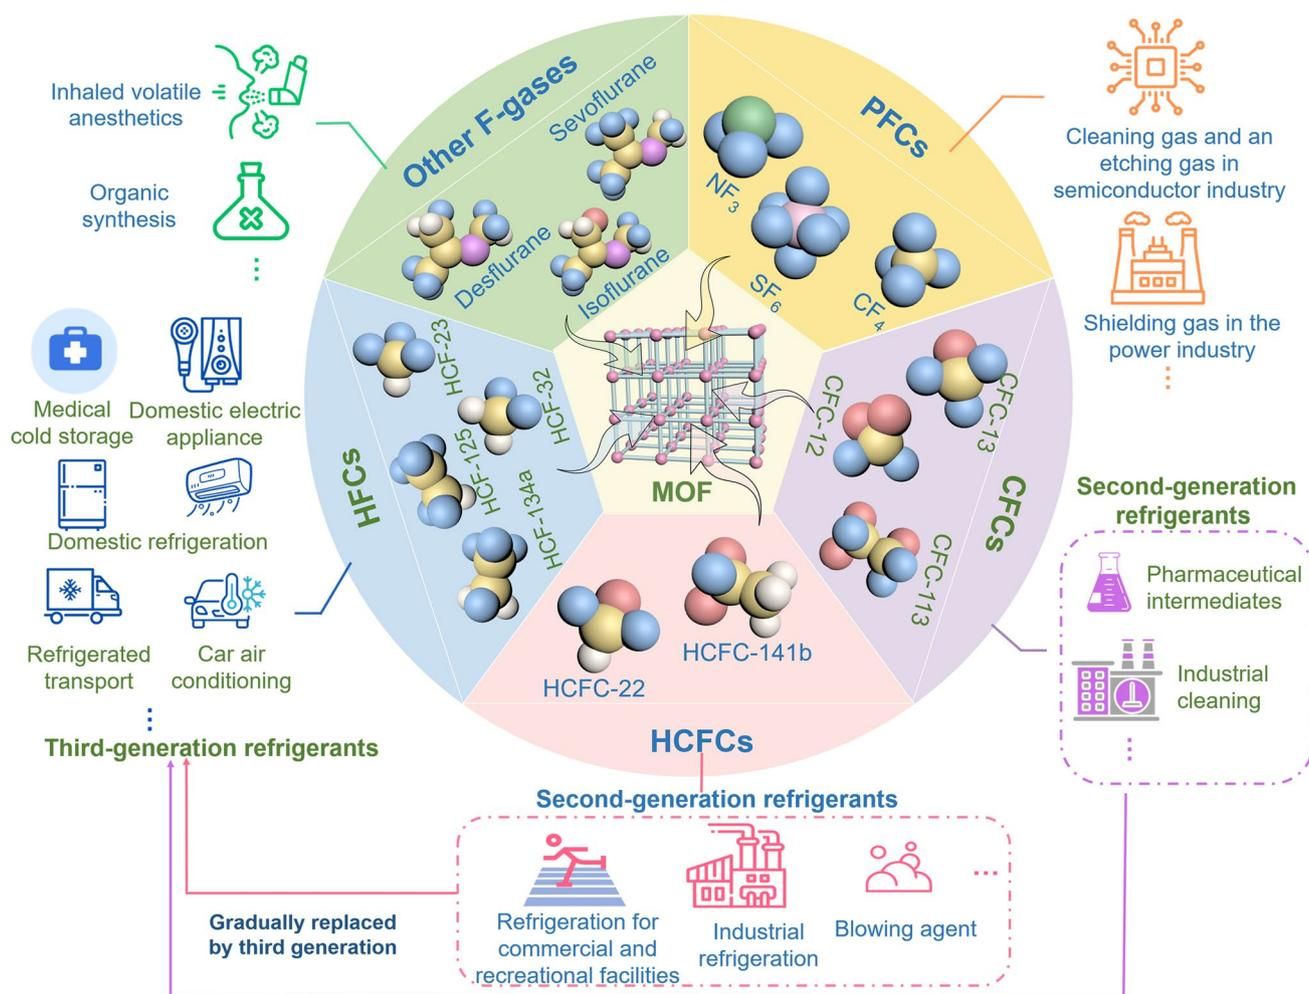 Other F-gases
Sevoflurane
Desflurane
Isoflurane
PFCs
NF3
SF6
CF4
Inhaled volatile
anesthetics
Organic
synthesis
Cleaning gas and an
etching gas in
semiconductor industry
Shielding gas in the
power industry
HFCs
HCF-23
HCF-32
HCF-125
HCF-134a
MOF
CFCs
CFC-12
CFC-13
CFC-113
Medical
cold storage
Domestic electric
appliance
Domestic refrigeration
Refrigerated
transport
Car air
conditioning
Third-generation refrigerants
Second-generation
refrigerants
Pharmaceutical
intermediates
Industrial
cleaning
HCFC-22
HCFC-141b
HCFCs
Second-generation refrigerants
Refrigeration for
commercial and
recreational facilities
Industrial
refrigeration
Blowing agent
Gradually replaced
by third generation